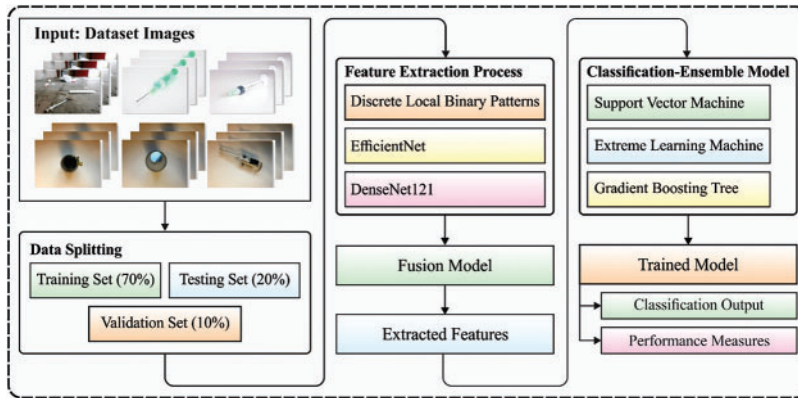 Input: Dataset Images
Data Splitting
Training Set (70%)
Testing Set (20%)
Validation Set (10%)
Feature Extraction Process
Discrete Local Binary Patterns
EfficientNet
DenseNet121
Fusion Model
Extracted Features
Classification-Ensemble Model
Support Vector Machine
Extreme Learning Machine
Gradient Boosting Tree
Trained Model
Classification Output
Performance Measures